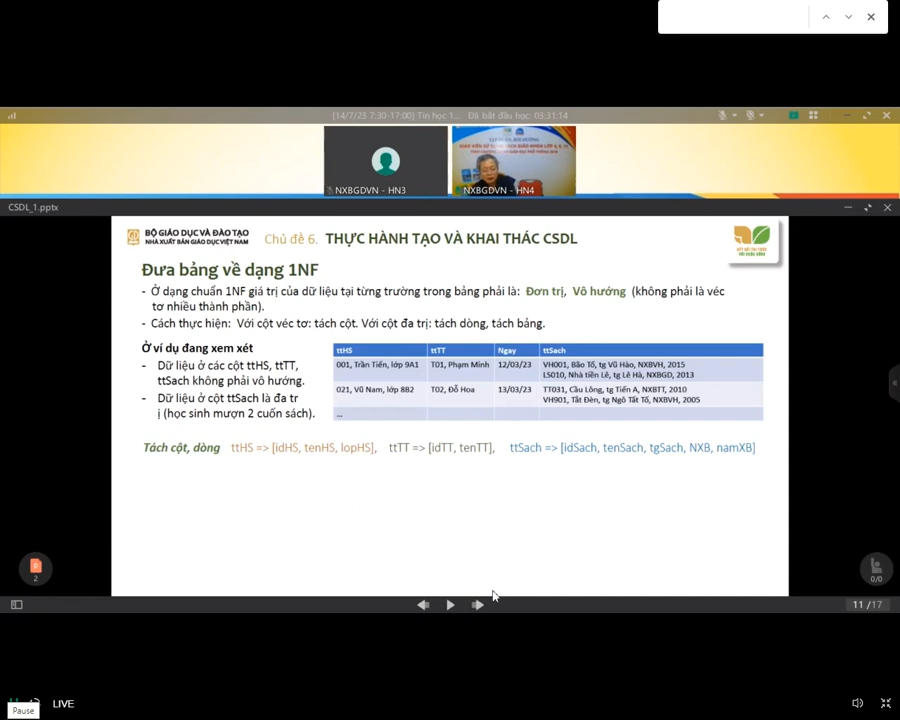 [14/7/23 7:30-17:00] Tin học 1... Đã bắt đầu học: 03:31:14
NXBGDVN - HN3
NXBGDVN - HN4
CSDL_1.pptx
BỘ GIÁO DỤC VÀ ĐÀO TẠO
NHÀ XUẤT BẢN GIÁO DỤC VIỆT NAM
Chủ đề 6. THỰC HÀNH TẠO VÀ KHAI THÁC CSDL
Đưa bảng về dạng 1NF
- Ở dạng chuẩn 1NF giá trị của dữ liệu tại từng trường trong bảng phải là: Đơn trị, Vô hướng (không phải là véc
tơ nhiều thành phần).
- Cách thực hiện: Với cột véc tơ: tách cột. Với cột đa trị: tách dòng, tách bảng.
Ở ví dụ đang xem xét
- Dữ liệu ở các cột ttHS, ttTT,
ttSach không phải vô hướng.
- Dữ liệu ở cột ttSach là đa tr
ị (học sinh mượn 2 cuốn sách).
ttHS ttTT Ngay ttSach
001, Trần Tiến, lớp 9A1 T01, Phạm Minh 12/03/23 VH001, Bão Tố, tg Vũ Hào, NXBVH, 2015
LS010, Nhà tiền Lê, tg Lê Hà, NXBGD, 2013
021, Vũ Nam, lớp 8B2 T02, Đỗ Hoa 13/03/23 TT031, Cầu Lông, tg Tiến A, NXBTT, 2010
VH901, Tắt Đèn, tg Ngô Tất Tố, NXBVH, 2005
...
Tách cột, dòng ttHS => [idHS, tenHS, lopHS], ttTT => [idTT, tenTT], ttSach => [idSach, tenSach, tgSach, NXB, namXB]
2
0/0
11 /17
LIVE
Pause